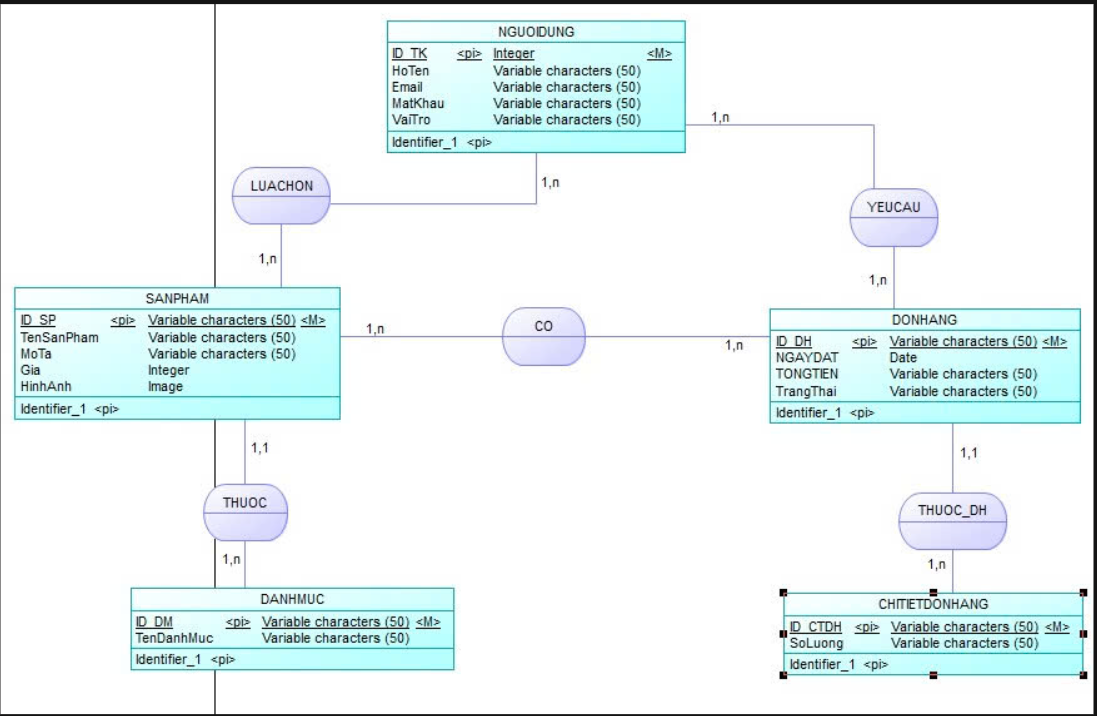 NGUOIDUNG
ID_TK <pi> Integer <M>
HoTen Variable characters (50)
Email Variable characters (50)
MatKhau Variable characters (50)
VaiTro Variable characters (50)
Identifier_1 <pi>
1,n
1,n
LUACHON
YEUCAU
1,n
1,n
SANPHAM
ID_SP <pi> Variable characters (50) <M>
TenSanPham Variable characters (50)
MoTa Variable characters (50)
Gia Integer
HinhAnh Image
Identifier_1 <pi>
1,n
CO
1,n
DONHANG
ID_DH <pi> Variable characters (50) <M>
NGAYDAT Date
TONGTIEN Variable characters (50)
TrangThai Variable characters (50)
Identifier_1 <pi>
1,1
1,1
THUOC
THUOC_DH
1,n
1,n
DANHMUC
ID_DM <pi> Variable characters (50) <M>
TenDanhMuc Variable characters (50)
Identifier_1 <pi>
CHITIETDONHANG
ID_CTDH <pi> Variable characters (50) <M>
SoLuong Variable characters (50)
Identifier_1 <pi>